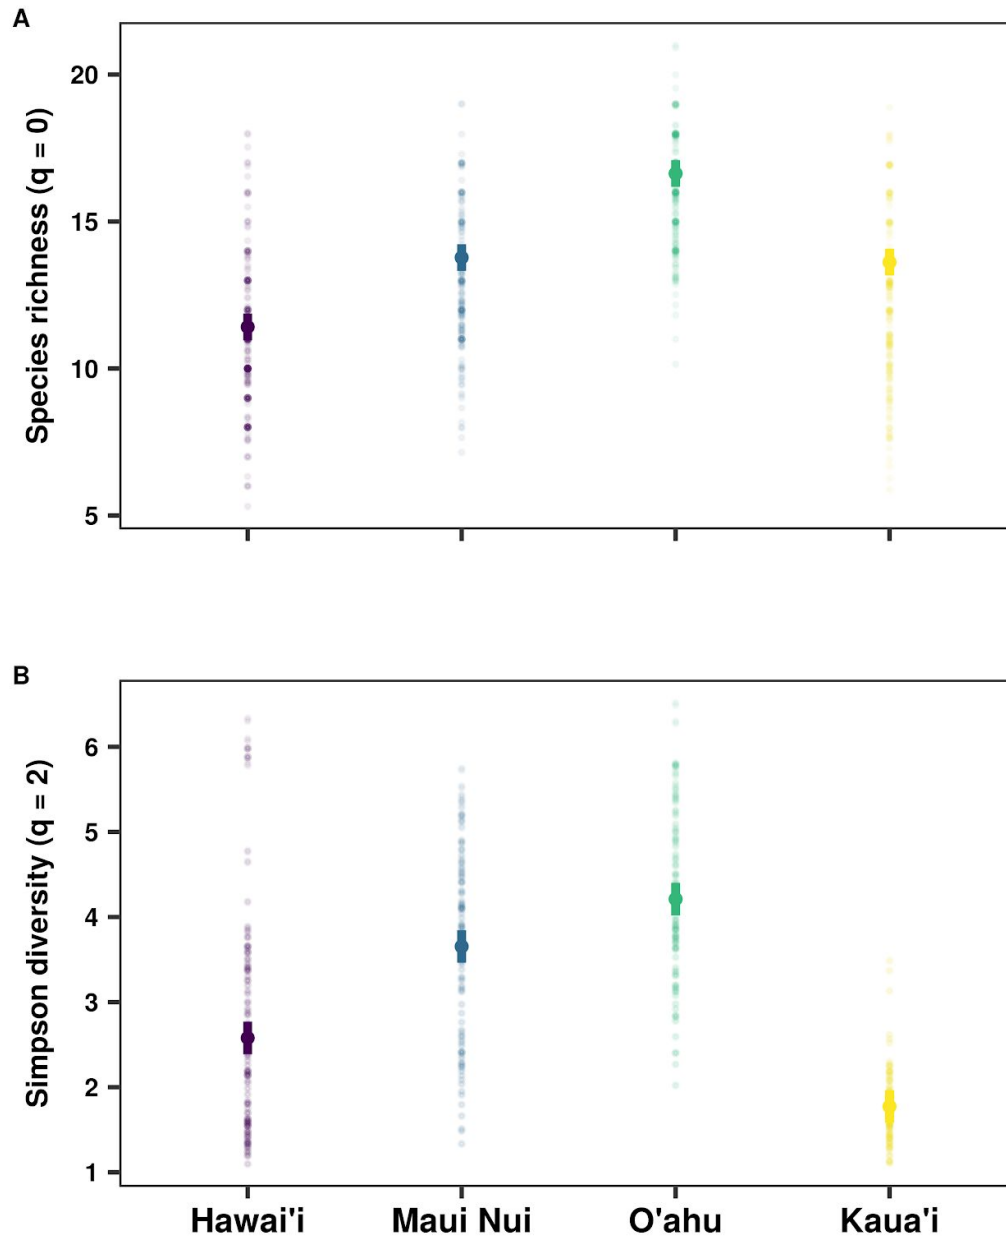 A
Species richness (q = 0)
20
15
10
5
B
Simpson diversity (q = 2)
6
5
4
3
2
1
Hawai'i Maui Nui O'ahu Kaua'i